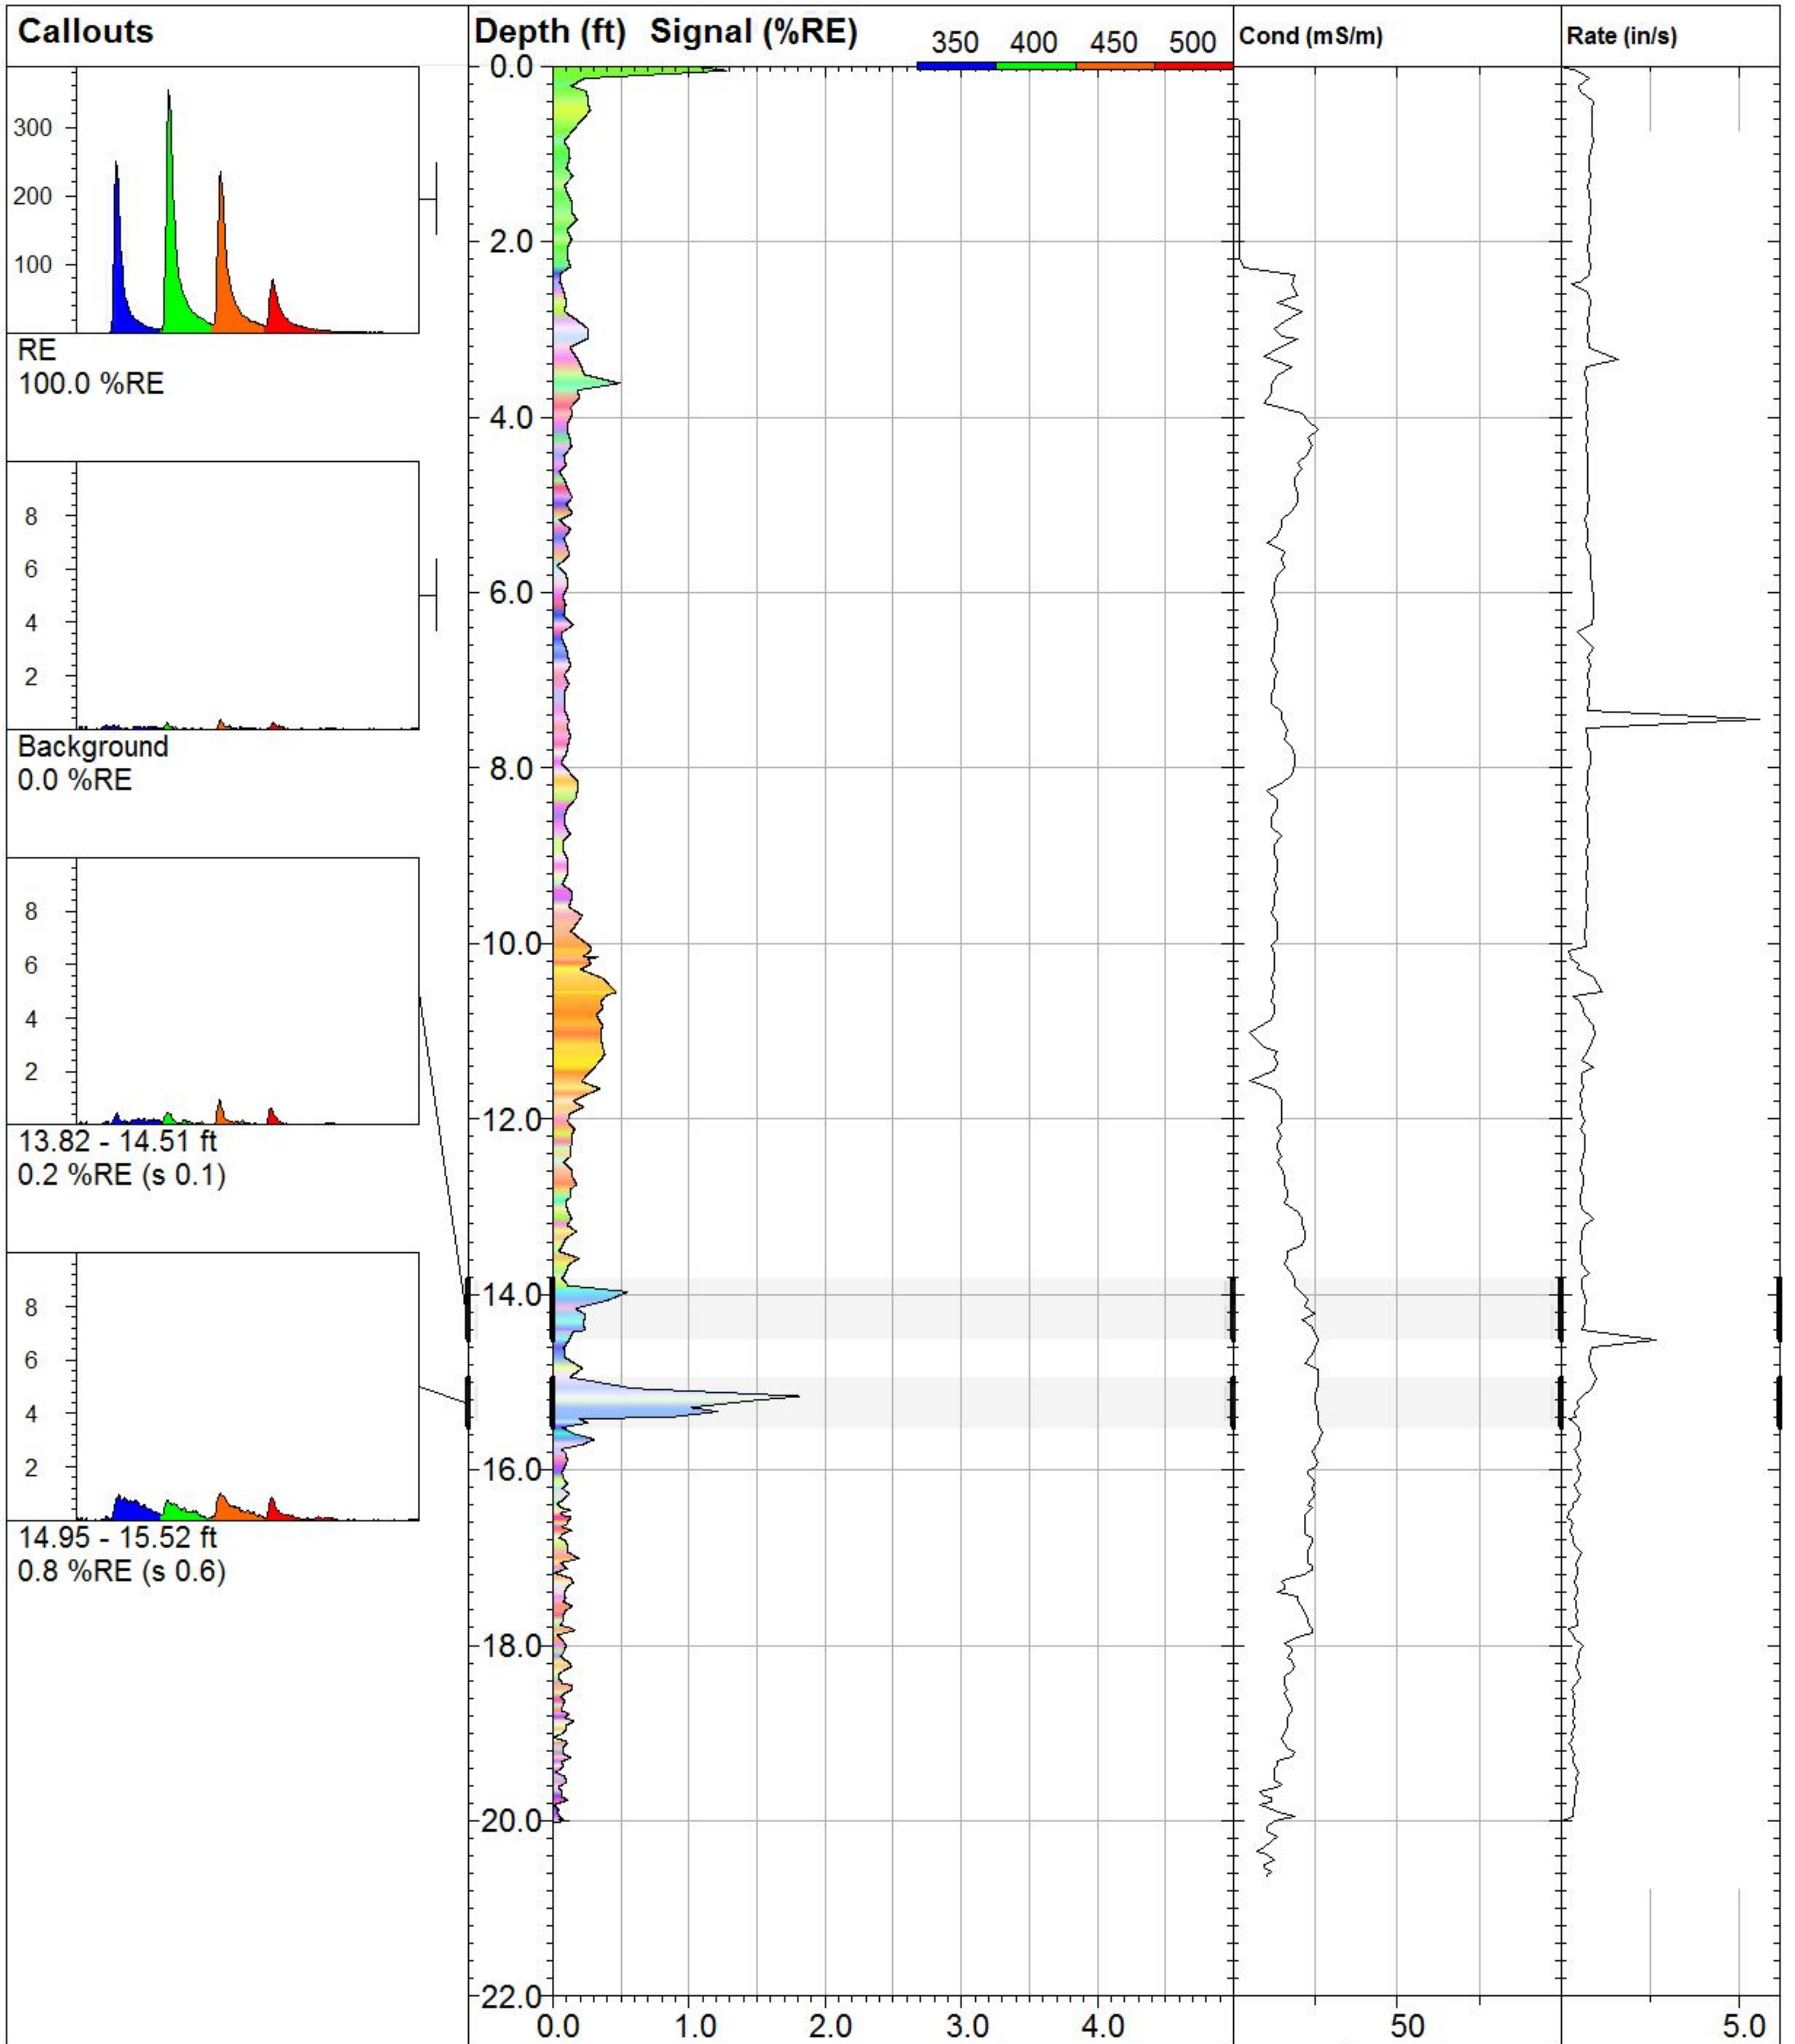 Callouts
Depth (ft) Signal (%RE)
350 400 450 500
Cond (mS/m)
Rate (in/s)
300
200
100
RE
100.0 %RE
8
6
4
2
Background
0.0 %RE
8
6
4
2
13.82 - 14.51 ft
0.2 %RE (s 0.1)
8
6
4
2
14.95 - 15.52 ft
0.8 %RE (s 0.6)
0.0
2.0
4.0
6.0
8.0
10.0
12.0
14.0
16.0
18.0
20.0
22.0
0.0 1.0 2.0 3.0 4.0
50
5.0